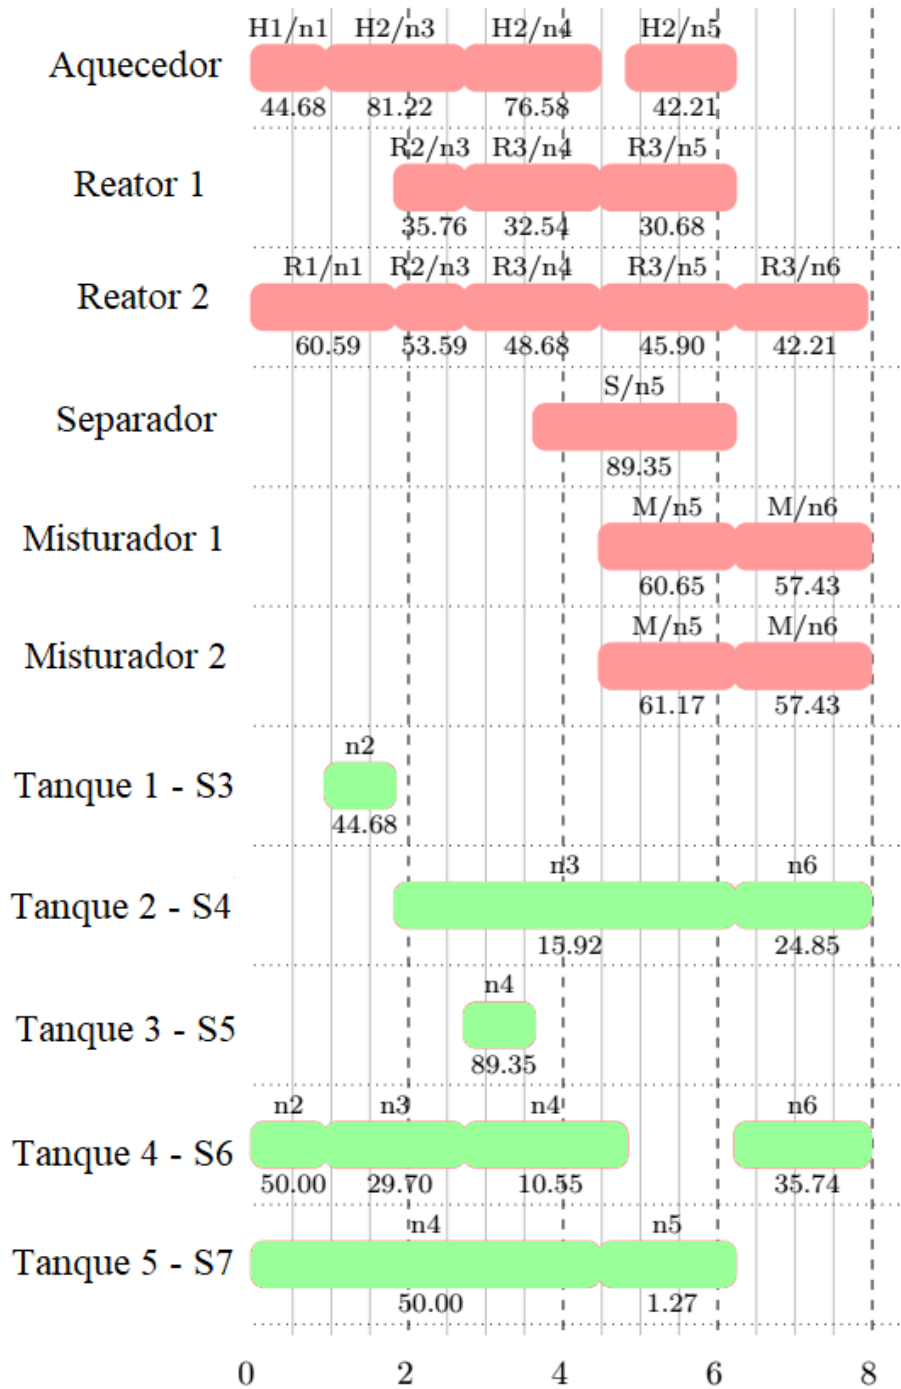 H1/n1 H2/n3 H2/n4 H2/n5
Aquecedor
44.68 81.22 76.58 42.21
R2/n3 R3/n4 R3/n5
Reator 1
35.76 32.54 30.68
R1/n1 R2/n3 R3/n4 R3/n5 R3/n6
Reator 2
60.59 53.59 48.68 45.90 42.21
S/n5
Separador
89.35
M/n5 M/n6
Misturador 1
60.65 57.43
M/n5 M/n6
Misturador 2
61.17 57.43
n2
Tanque 1 - S3
44.68
n3 n6
Tanque 2 - S4
15.92 24.85
n4
Tanque 3 - S5
89.35
n2 n3 n4 n6
Tanque 4 - S6
50.00 29.70 10.55 35.74
n4 n5
Tanque 5 - S7
50.00 1.27
0 2 4 6 8